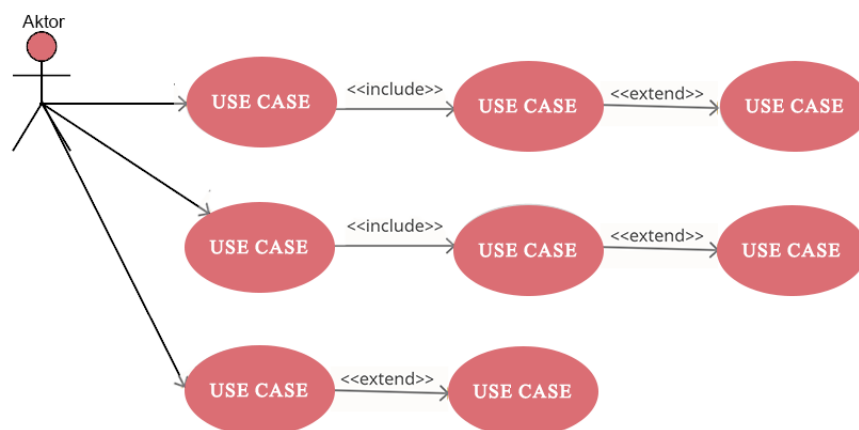 Aktor
USE CASE <<include>> USE CASE <<extend>> USE CASE
USE CASE <<include>> USE CASE <<extend>> USE CASE
USE CASE <<extend>> USE CASE